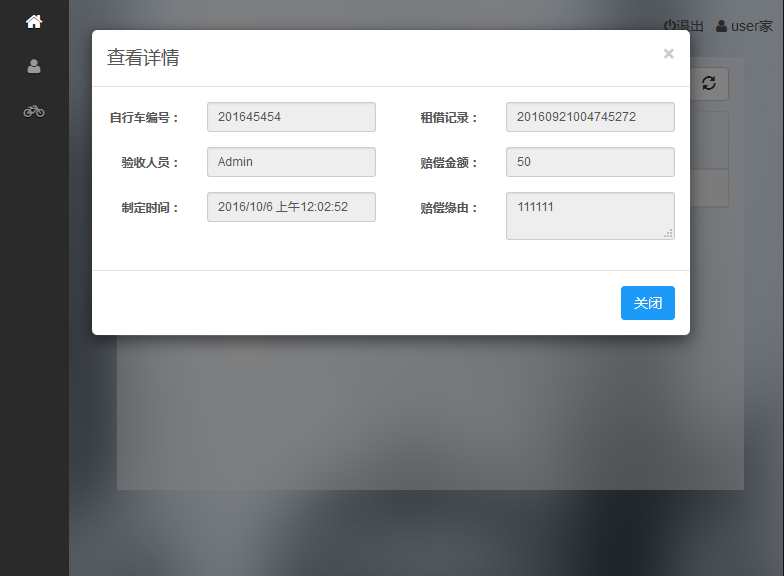 退出 user家
查看详情 ×
自行车编号： 201645454 租借记录： 20160921004745272
验收人员： Admin 赔偿金额： 50
制定时间： 2016/10/6 上午12:02:52 赔偿缘由： 111111
关闭